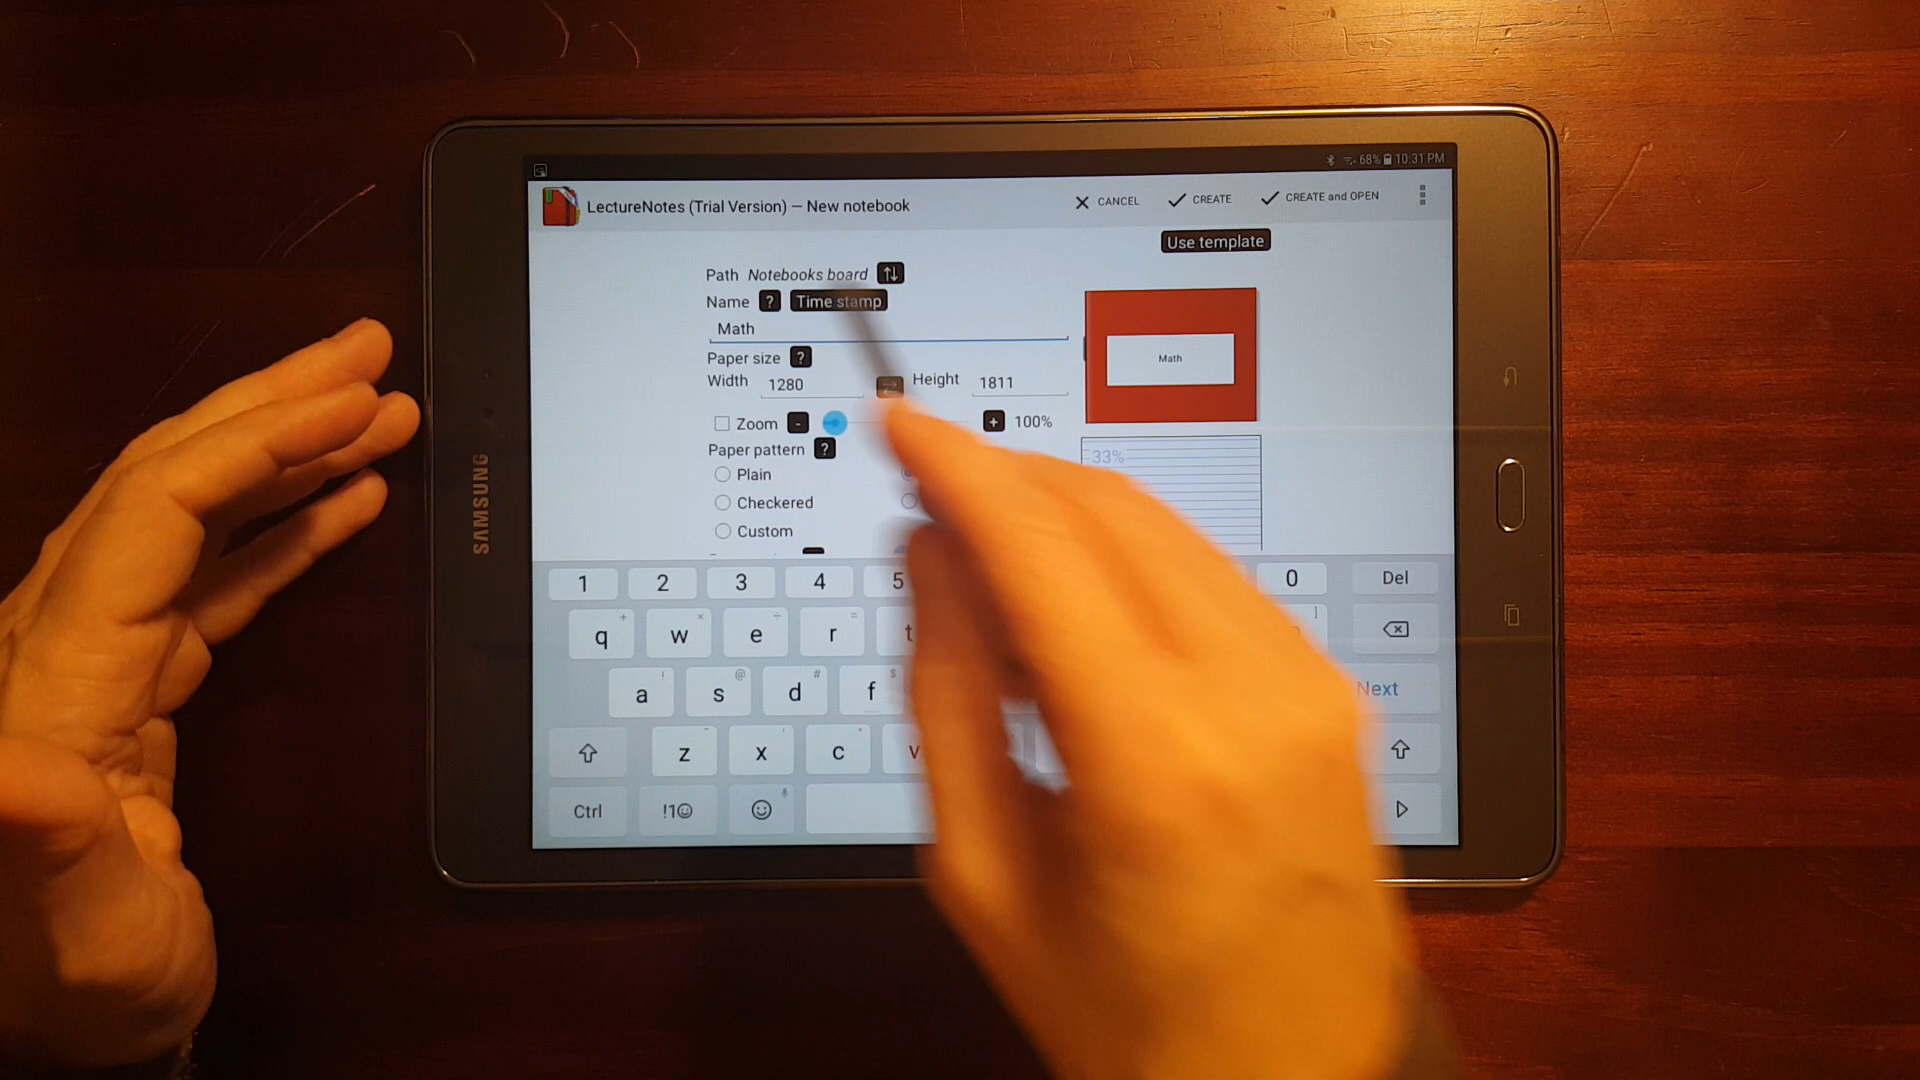 68% 10:31 PM
LectureNotes (Trial Version) – New notebook
CANCEL
CREATE
CREATE and OPEN
Use template
Path Notebooks board
Name ? Time stamp
Math
Paper size ?
Width 1280 Height 1811
Zoom - + 100%
Paper pattern ?
Plain
Checkered
Custom
Math
33%
1 2 3 4 5 0 Del
q w e r t
a s d f Next
z x c v
Ctrl !1☺
SAMSUNG